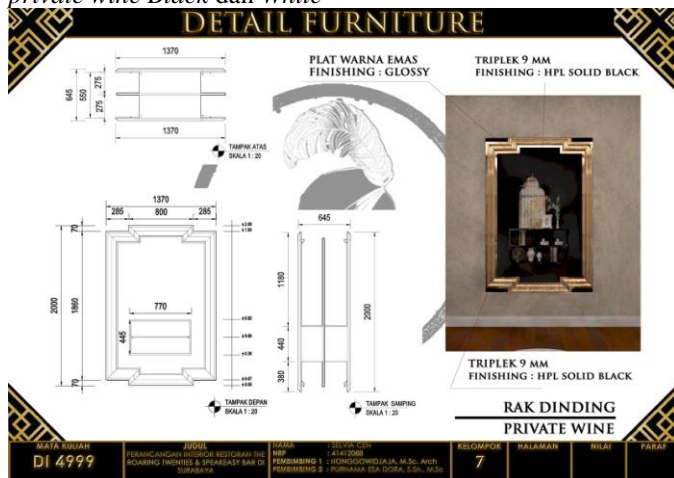 private wine Black dan White
DETAIL FURNITURE
1370
645
550
275
275
1370
TAMPAK ATAS
SKALA 1 : 20
PLAT WARNA EMAS
FINISHING : GLOSSY
TRIPLEK 9 MM
FINISHING : HPL SOLID BLACK
1370
285
800
285
70
2000
1860
70
770
445
TAMPAK DEPAN
SKALA 1 : 20
645
1180
440
380
2000
TAMPAK SAMPING
SKALA 1 : 20
TRIPLEK 9 MM
FINISHING : HPL SOLID BLACK
RAK DINDING
PRIVATE WINE
MATA KULIAH
DI 4999
JUDUL
PERANCANGAN INTERIOR RESTORAN THE
ROARING TWENTIES & SPEAKEASY BAR DI
SURABAYA
NAMA : SELVIA CEN
NRP : 41412088
PEMBIMBING 1 : HONGGOWIDJAJA, M.Sc. Arch
PEMBIMBING 2 : PURNAMA ESA DORA, S.Sn., M.Sc
KELOMPOK
7
HALAMAN
NILAI
PARAF